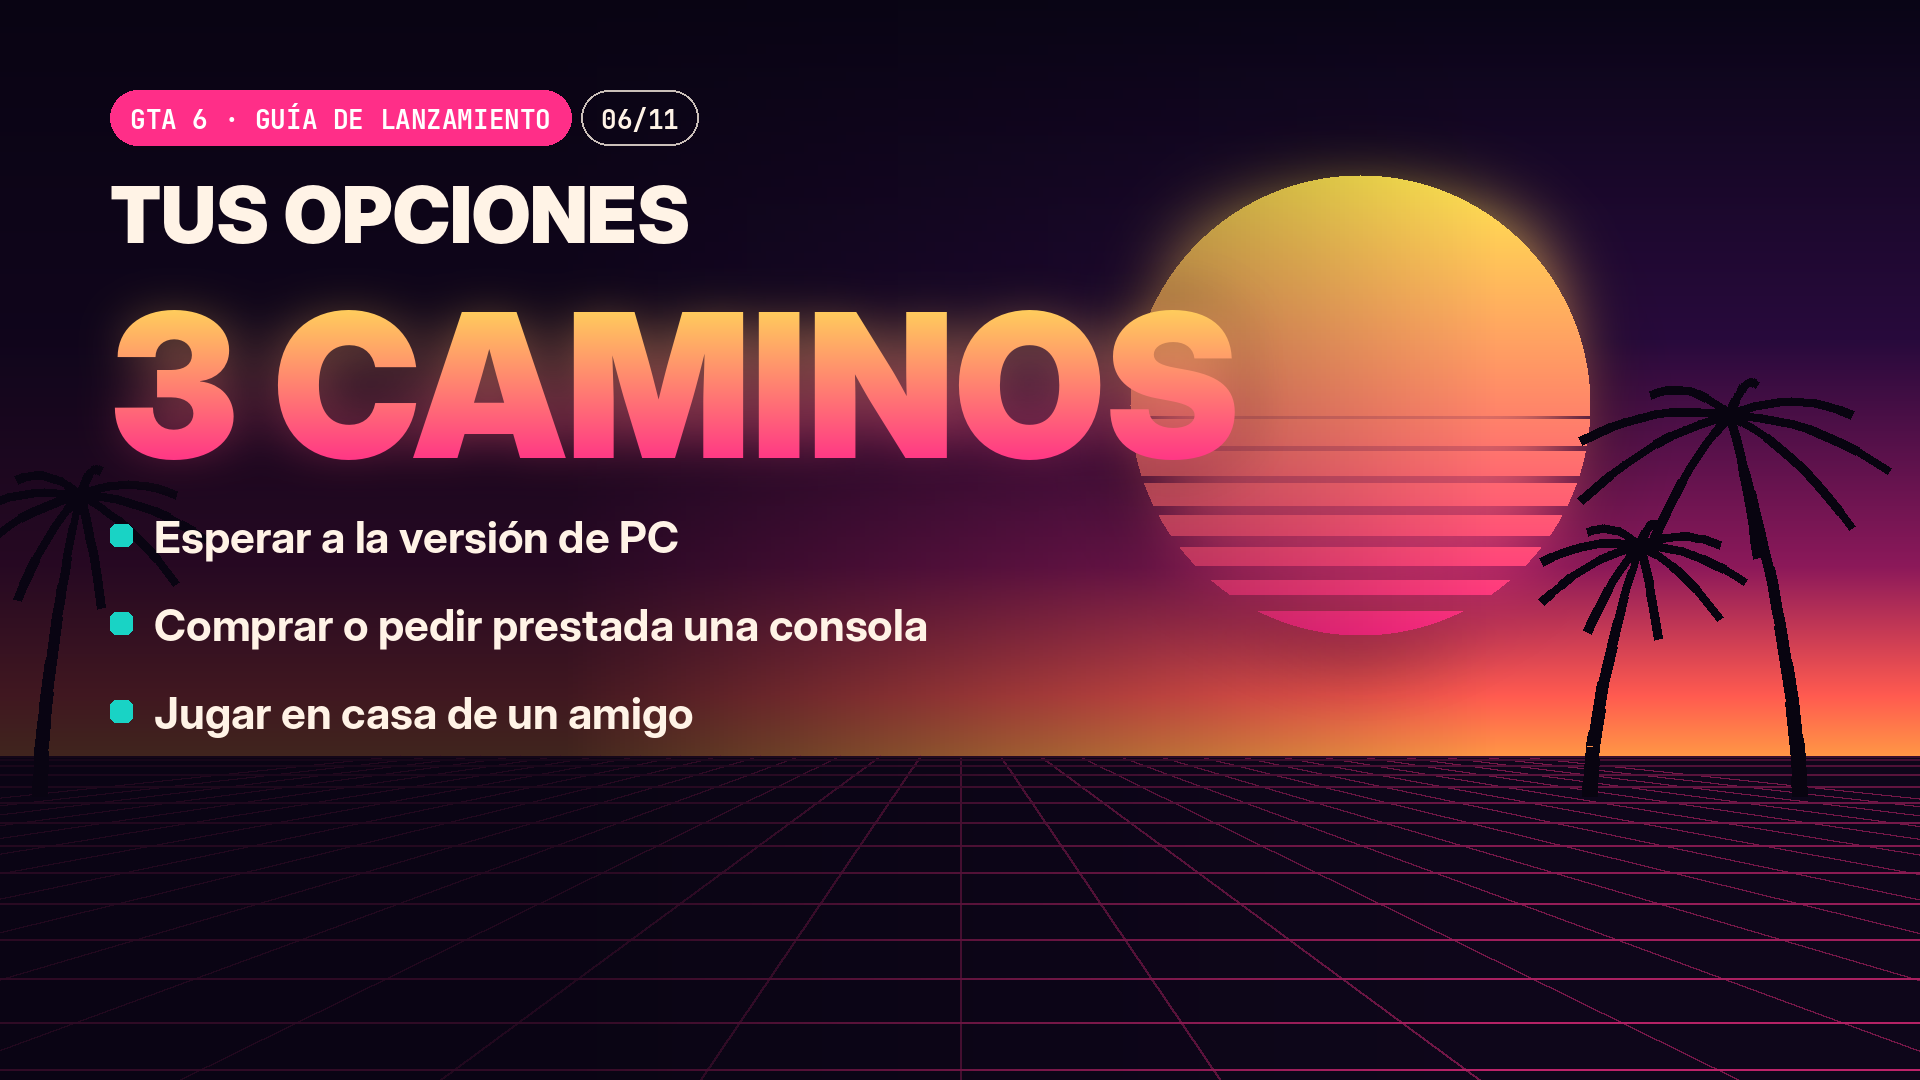 GTA 6 · GUÍA DE LANZAMIENTO 06/11
TUS OPCIONES
3 CAMINOS
Esperar a la versión de PC
Comprar o pedir prestada una consola
Jugar en casa de un amigo